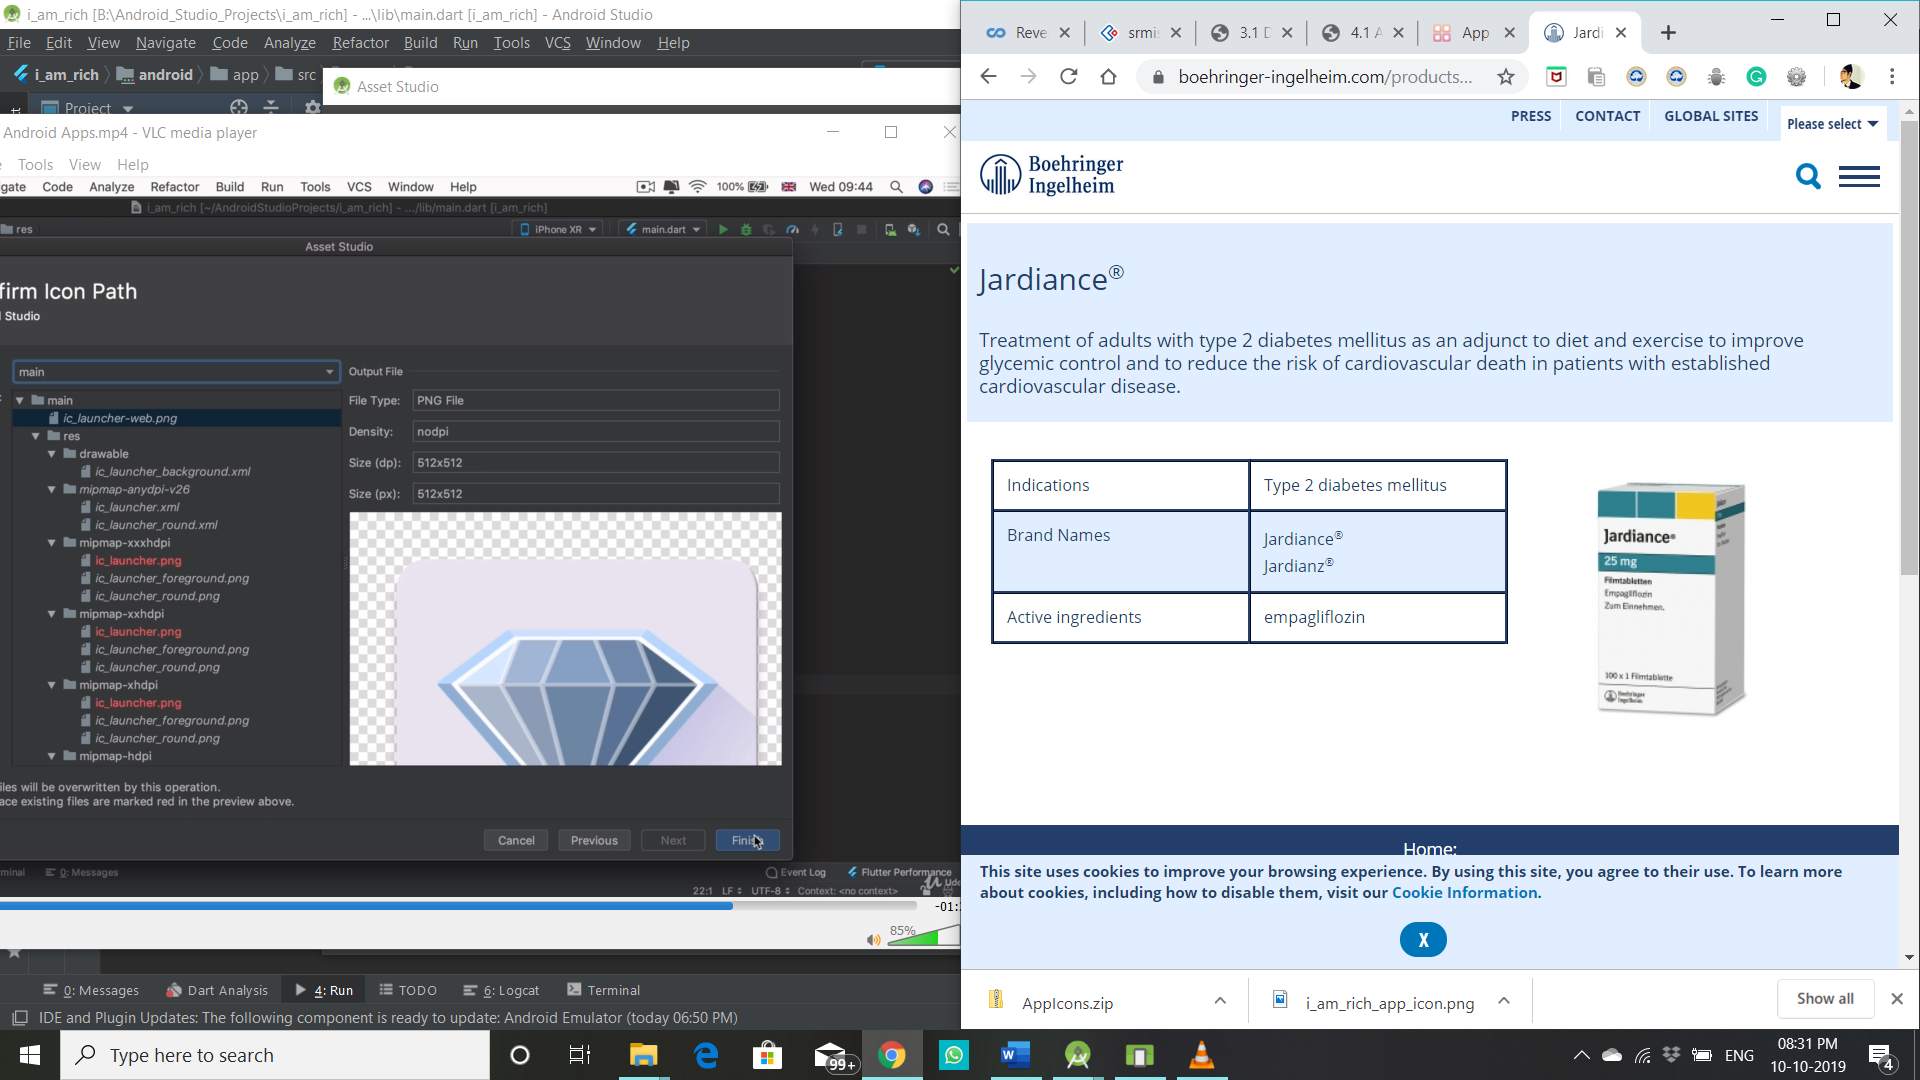 i_am_rich [B:\Android_Studio_Projects\i_am_rich] - ...\lib\main.dart [i_am_rich] - Android Studio
File Edit View Navigate Code Analyze Refactor Build Run Tools VCS Window Help
i_am_rich android app src
Asset Studio
Project
Android Apps.mp4 - VLC media player
Tools View Help
gate Code Analyze Refactor Build Run Tools VCS Window Help 100% Wed 09:44
i_am_rich [~/AndroidStudioProjects/i_am_rich] - .../lib/main.dart [i_am_rich]
res iPhone XR main.dart
Asset Studio
firm Icon Path
Studio
main
Output File
main
File Type: PNG File
ic_launcher-web.png
res
Density: nodpi
drawable
Size (dp): 512x512
ic_launcher_background.xml
mipmap-anydpi-v26
Size (px): 512x512
ic_launcher.xml
ic_launcher_round.xml
mipmap-xxxhdpi
ic_launcher.png
ic_launcher_foreground.png
ic_launcher_round.png
mipmap-xxhdpi
ic_launcher.png
ic_launcher_foreground.png
ic_launcher_round.png
mipmap-xhdpi
ic_launcher.png
ic_launcher_foreground.png
ic_launcher_round.png
mipmap-hdpi
iles will be overwritten by this operation.
ace existing files are marked red in the preview above.
Cancel Previous Next Finish
minal 0: Messages Event Log Flutter Performance
22:1 LF UTF-8 Context: <no context>
-01:
85%
0: Messages Dart Analysis 4: Run TODO 6: Logcat Terminal
IDE and Plugin Updates: The following component is ready to update: Android Emulator (today 06:50 PM)
Reve srmis 3.1 D 4.1 A App Jardi
boehringer-ingelheim.com/products...
PRESS CONTACT GLOBAL SITES Please select
Boehringer
Ingelheim
Jardiance®
Treatment of adults with type 2 diabetes mellitus as an adjunct to diet and exercise to improve
glycemic control and to reduce the risk of cardiovascular death in patients with established
cardiovascular disease.
Indications Type 2 diabetes mellitus
Brand Names Jardiance®
Jardianz®
Active ingredients empagliflozin
Jardiance®
25 mg
Filmtabletten
Empagliflozin
Zum Einnehmen.
100 x 1 Filmtablette
Boehringer
Ingelheim
Home:
This site uses cookies to improve your browsing experience. By using this site, you agree to their use. To learn more
about cookies, including how to disable them, visit our Cookie Information.
X
AppIcons.zip i_am_rich_app_icon.png Show all
Type here to search
99+
ENG
08:31 PM
10-10-2019
4